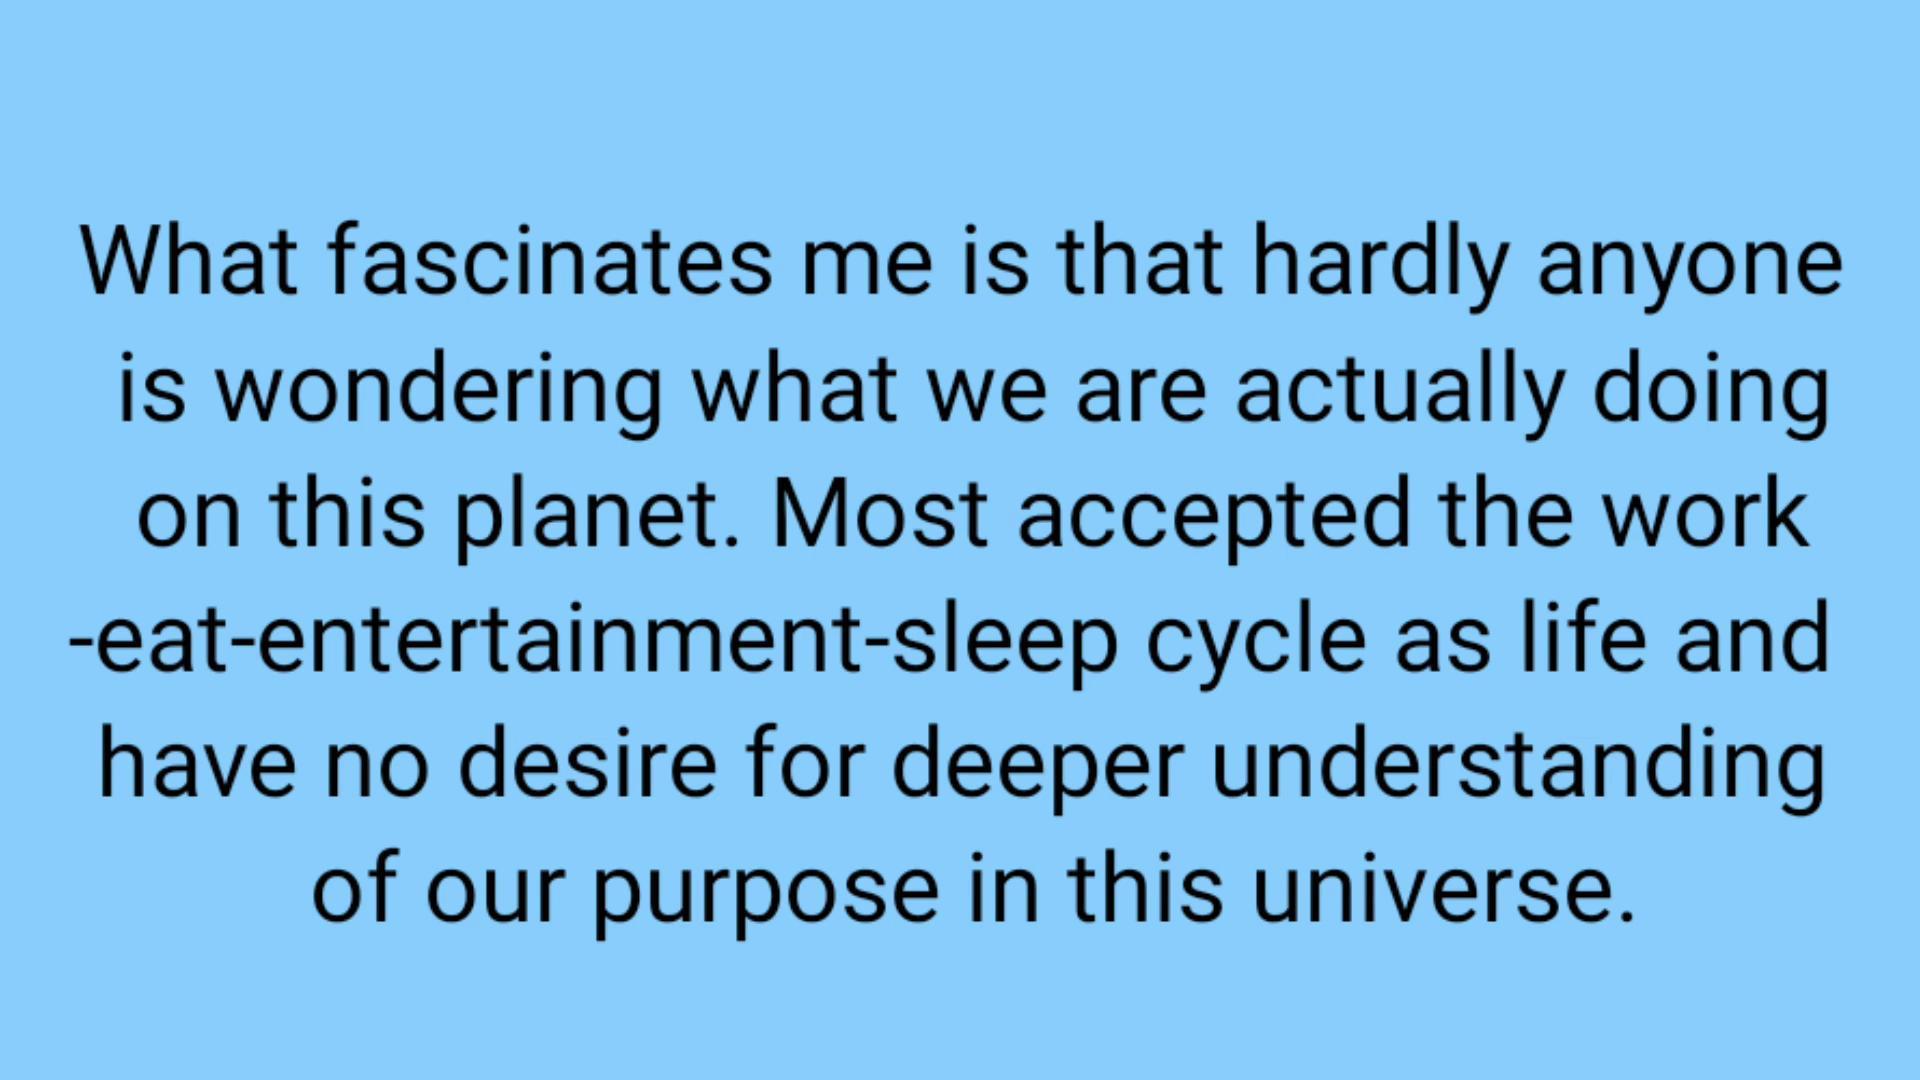 What fascinates me is that hardly anyone
is wondering what we are actually doing
on this planet. Most accepted the work
-eat-entertainment-sleep cycle as life and
have no desire for deeper understanding
of our purpose in this universe.